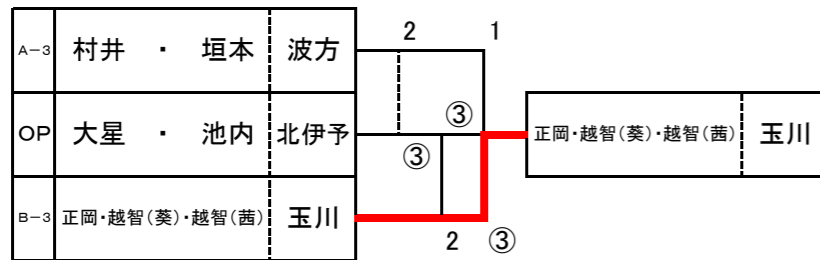 2 1
A-3 村井 ・ 垣本 波方
③
OP 大星 ・ 池内 北伊予
正岡・越智(葵)・越智(茜) 玉川
③
B-3 正岡・越智(葵)・越智(茜) 玉川
2 ③